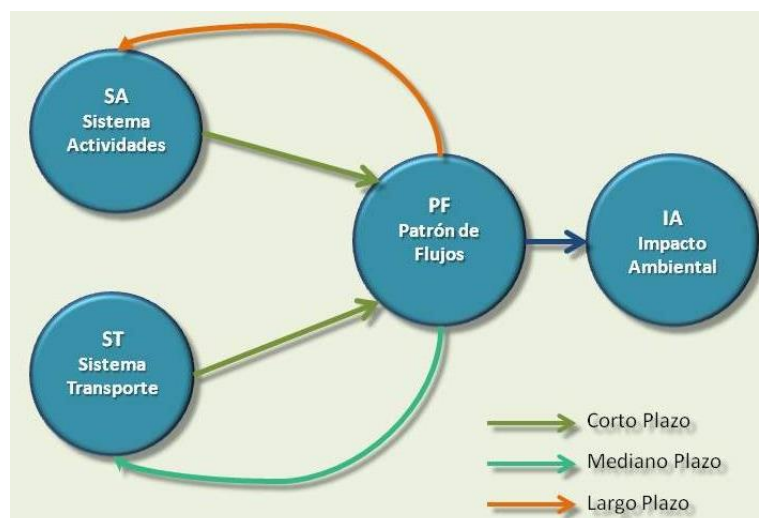 SA
Sistema
Actividades
PF
Patrón de
Flujos
IA
Impacto
Ambiental
ST
Sistema
Transporte
Corto Plazo
Mediano Plazo
Largo Plazo